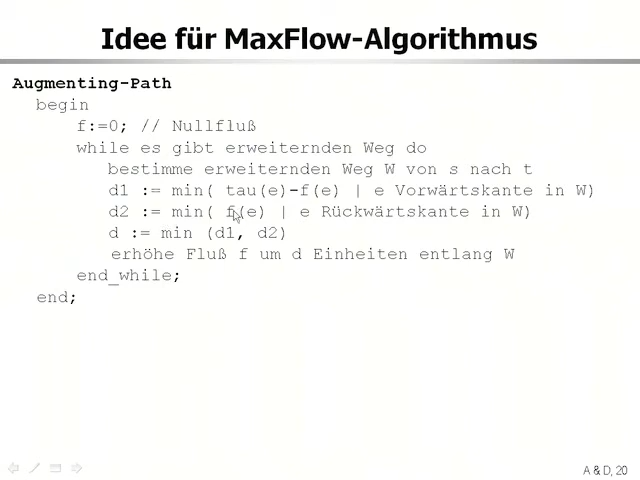 Idee für MaxFlow-Algorithmus
Augmenting-Path
begin
f:=0; // Nullfluß
while es gibt erweiternden Weg do
bestimme erweiternden Weg W von s nach t
d1 := min( tau(e)-f(e) | e Vorwärtskante in W)
d2 := min( f(e) | e Rückwärtskante in W)
d := min (d1, d2)
erhöhe Fluß f um d Einheiten entlang W
end_while;
end;
A & D, 20